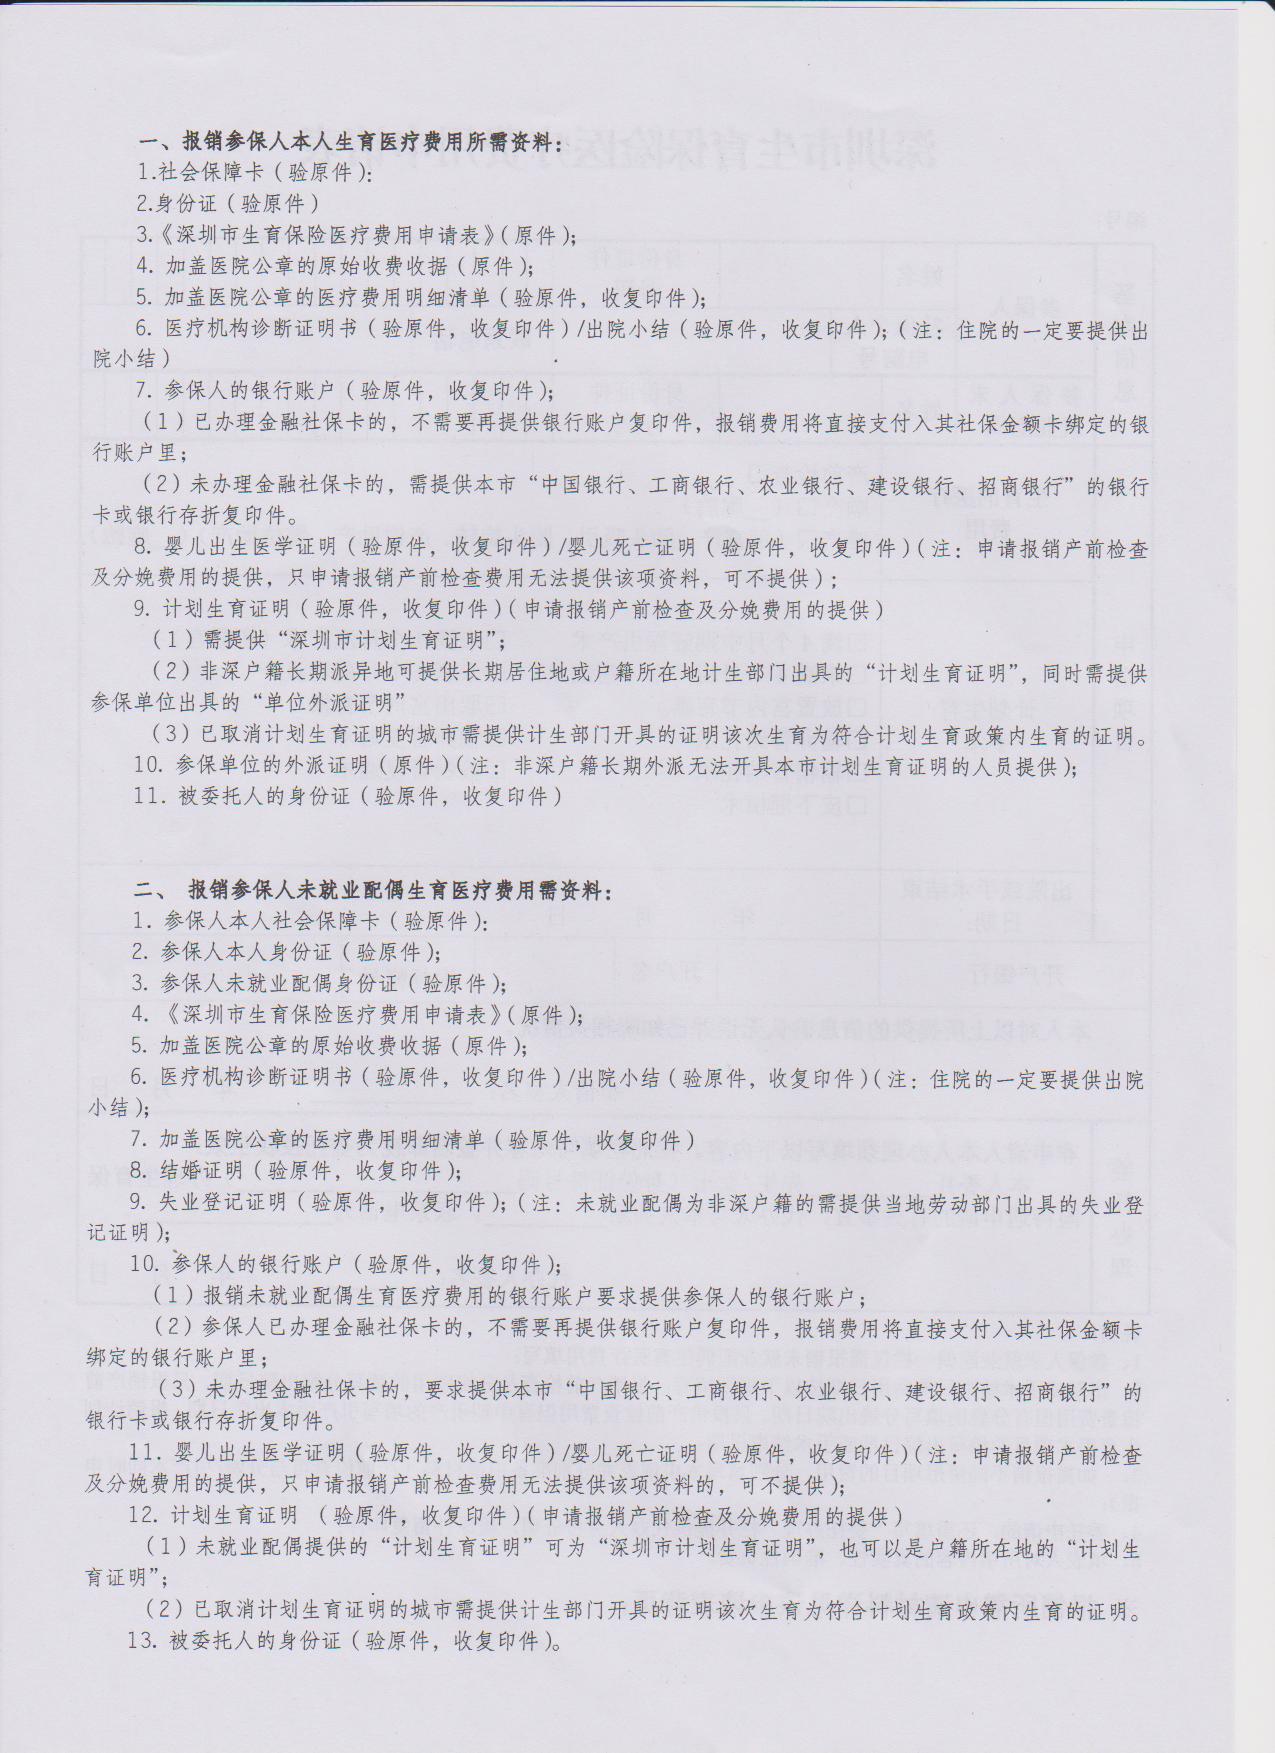 一、报销参保人本人生育医疗费用所需资料：
1.社会保障卡（验原件）：
2.身份证（验原件）
3.《深圳市生育保险医疗费用申请表》（原件）；
4. 加盖医院公章的原始收费收据（原件）；
5. 加盖医院公章的医疗费用明细清单（验原件，收复印件）；
6. 医疗机构诊断证明书（验原件，收复印件）/出院小结（验原件，收复印件）；（注：住院的一定要提供出
院小结）
7. 参保人的银行账户（验原件，收复印件）；
（1）已办理金融社保卡的，不需要再提供银行账户复印件，报销费用将直接支付入其社保金额卡绑定的银
行账户里；
（2）未办理金融社保卡的，需提供本市“中国银行、工商银行、农业银行、建设银行、招商银行”的银行
卡或银行存折复印件。
8. 婴儿出生医学证明（验原件，收复印件）/婴儿死亡证明（验原件，收复印件）（注：申请报销产前检查
及分娩费用的提供，只申请报销产前检查费用无法提供该项资料，可不提供）；
9. 计划生育证明（验原件，收复印件）（申请报销产前检查及分娩费用的提供）
（1）需提供“深圳市计划生育证明”；
（2）非深户籍长期派异地可提供长期居住地或户籍所在地计生部门出具的“计划生育证明”，同时需提供
参保单位出具的“单位外派证明”
（3）已取消计划生育证明的城市需提供计生部门开具的证明该次生育为符合计划生育政策内生育的证明。
10. 参保单位的外派证明（原件）（注：非深户籍长期外派无法开具本市计划生育证明的人员提供）；
11. 被委托人的身份证（验原件，收复印件）
二、 报销参保人未就业配偶生育医疗费用需资料：
1. 参保人本人社会保障卡（验原件）：
2. 参保人本人身份证（验原件）；
3. 参保人未就业配偶身份证（验原件）；
4. 《深圳市生育保险医疗费用申请表》（原件）；
5. 加盖医院公章的原始收费收据（原件）；
6. 医疗机构诊断证明书（验原件，收复印件）/出院小结（验原件，收复印件）（注：住院的一定要提供出院
小结）；
7. 加盖医院公章的医疗费用明细清单（验原件、收复印件）
8. 结婚证明（验原件，收复印件）；
9. 失业登记证明（验原件，收复印件）；（注：未就业配偶为非深户籍的需提供当地劳动部门出具的失业登
记证明）；
10. 参保人的银行账户（验原件，收复印件）；
（1）报销未就业配偶生育医疗费用的银行账户要求提供参保人的银行账户；
（2）参保人已办理金融社保卡的，不需要再提供银行账户复印件，报销费用将直接支付入其社保金额卡
绑定的银行账户里；
（3）未办理金融社保卡的，要求提供本市“中国银行、工商银行、农业银行、建设银行、招商银行”的
银行卡或银行存折复印件。
11. 婴儿出生医学证明（验原件，收复印件）/婴儿死亡证明（验原件，收复印件）（注：申请报销产前检查
及分娩费用的提供，只申请报销产前检查费用无法提供该项资料的，可不提供）；
12. 计划生育证明 （验原件，收复印件）（申请报销产前检查及分娩费用的提供）
（1）未就业配偶提供的“计划生育证明”可为“深圳市计划生育证明”，也可以是户籍所在地的“计划生
育证明”；
（2）已取消计划生育证明的城市需提供计生部门开具的证明该次生育为符合计划生育政策内生育的证明。
13. 被委托人的身份证（验原件，收复印件）。